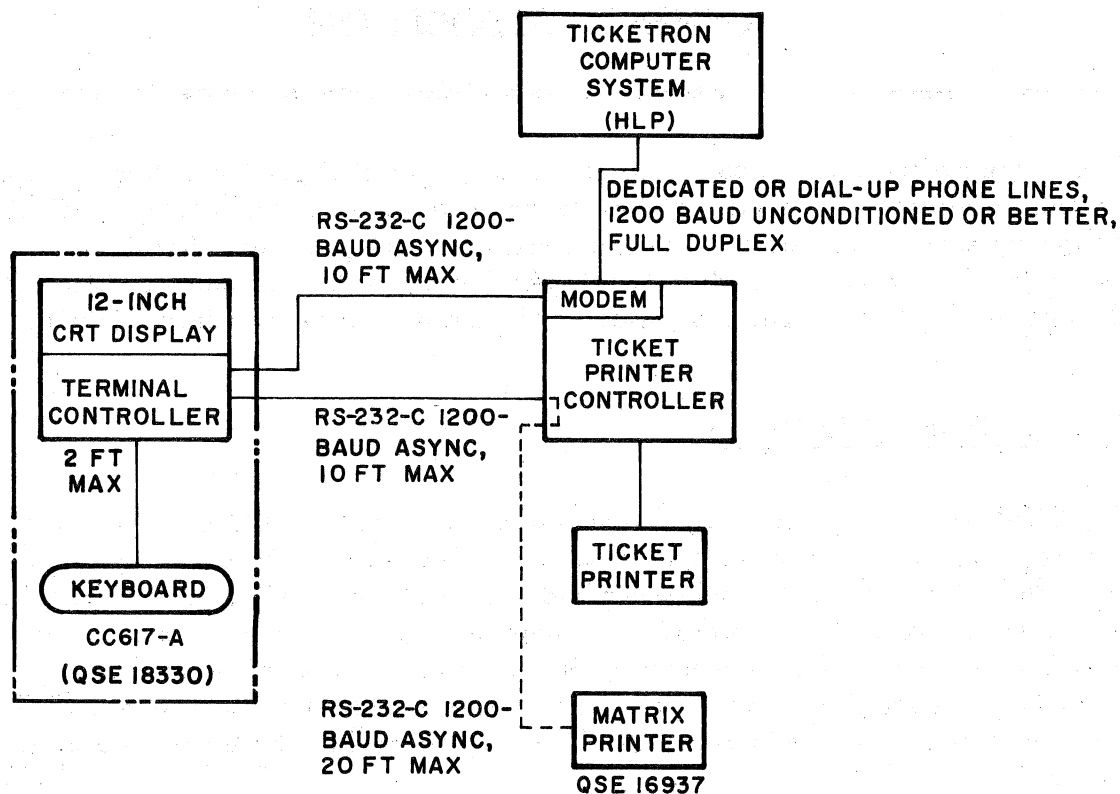 TICKETRON
COMPUTER
SYSTEM
(HLP)
DEDICATED OR DIAL-UP PHONE LINES,
1200 BAUD UNCONDITIONED OR BETTER,
FULL DUPLEX
RS-232-C 1200-
BAUD ASYNC,
10 FT MAX
12-INCH
CRT DISPLAY
TERMINAL
CONTROLLER
MODEM
TICKET
PRINTER
CONTROLLER
RS-232-C 1200-
BAUD ASYNC,
10 FT MAX
2 FT
MAX
KEYBOARD
CC617-A
(QSE 18330)
TICKET
PRINTER
RS-232-C 1200-
BAUD ASYNC,
20 FT MAX
MATRIX
PRINTER
QSE 16937